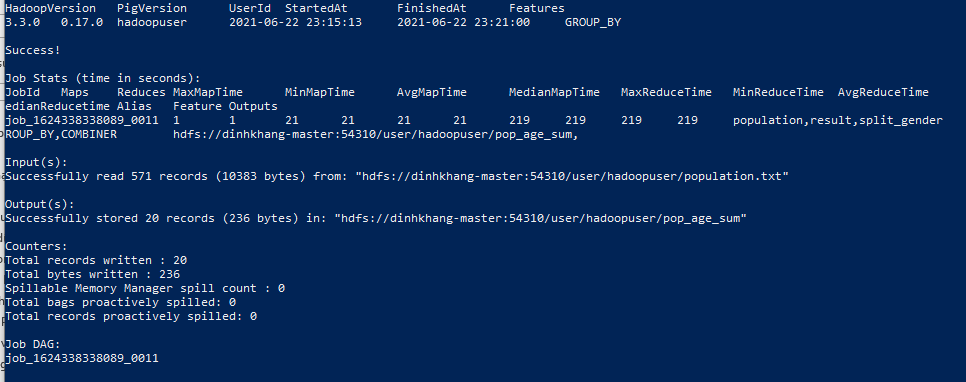 HadoopVersion PigVersion UserId StartedAt FinishedAt Features
3.3.0 0.17.0 hadoopuser 2021-06-22 23:15:13 2021-06-22 23:21:00 GROUP_BY
Success!
Job Stats (time in seconds):
JobId Maps Reduces MaxMapTime MinMapTime AvgMapTime MedianMapTime MaxReduceTime MinReduceTime AvgReduceTime
edianReducetime Alias Feature Outputs
job_1624338338089_0011 1 1 21 21 21 21 219 219 219 219 population,result,split_gender
ROUP_BY,COMBINER hdfs://dinhkhang-master:54310/user/hadoopuser/pop_age_sum,
Input(s):
Successfully read 571 records (10383 bytes) from: "hdfs://dinhkhang-master:54310/user/hadoopuser/population.txt"
Output(s):
Successfully stored 20 records (236 bytes) in: "hdfs://dinhkhang-master:54310/user/hadoopuser/pop_age_sum"
Counters:
Total records written : 20
Total bytes written : 236
Spillable Memory Manager spill count : 0
Total bags proactively spilled: 0
Total records proactively spilled: 0
Job DAG:
job_1624338338089_0011